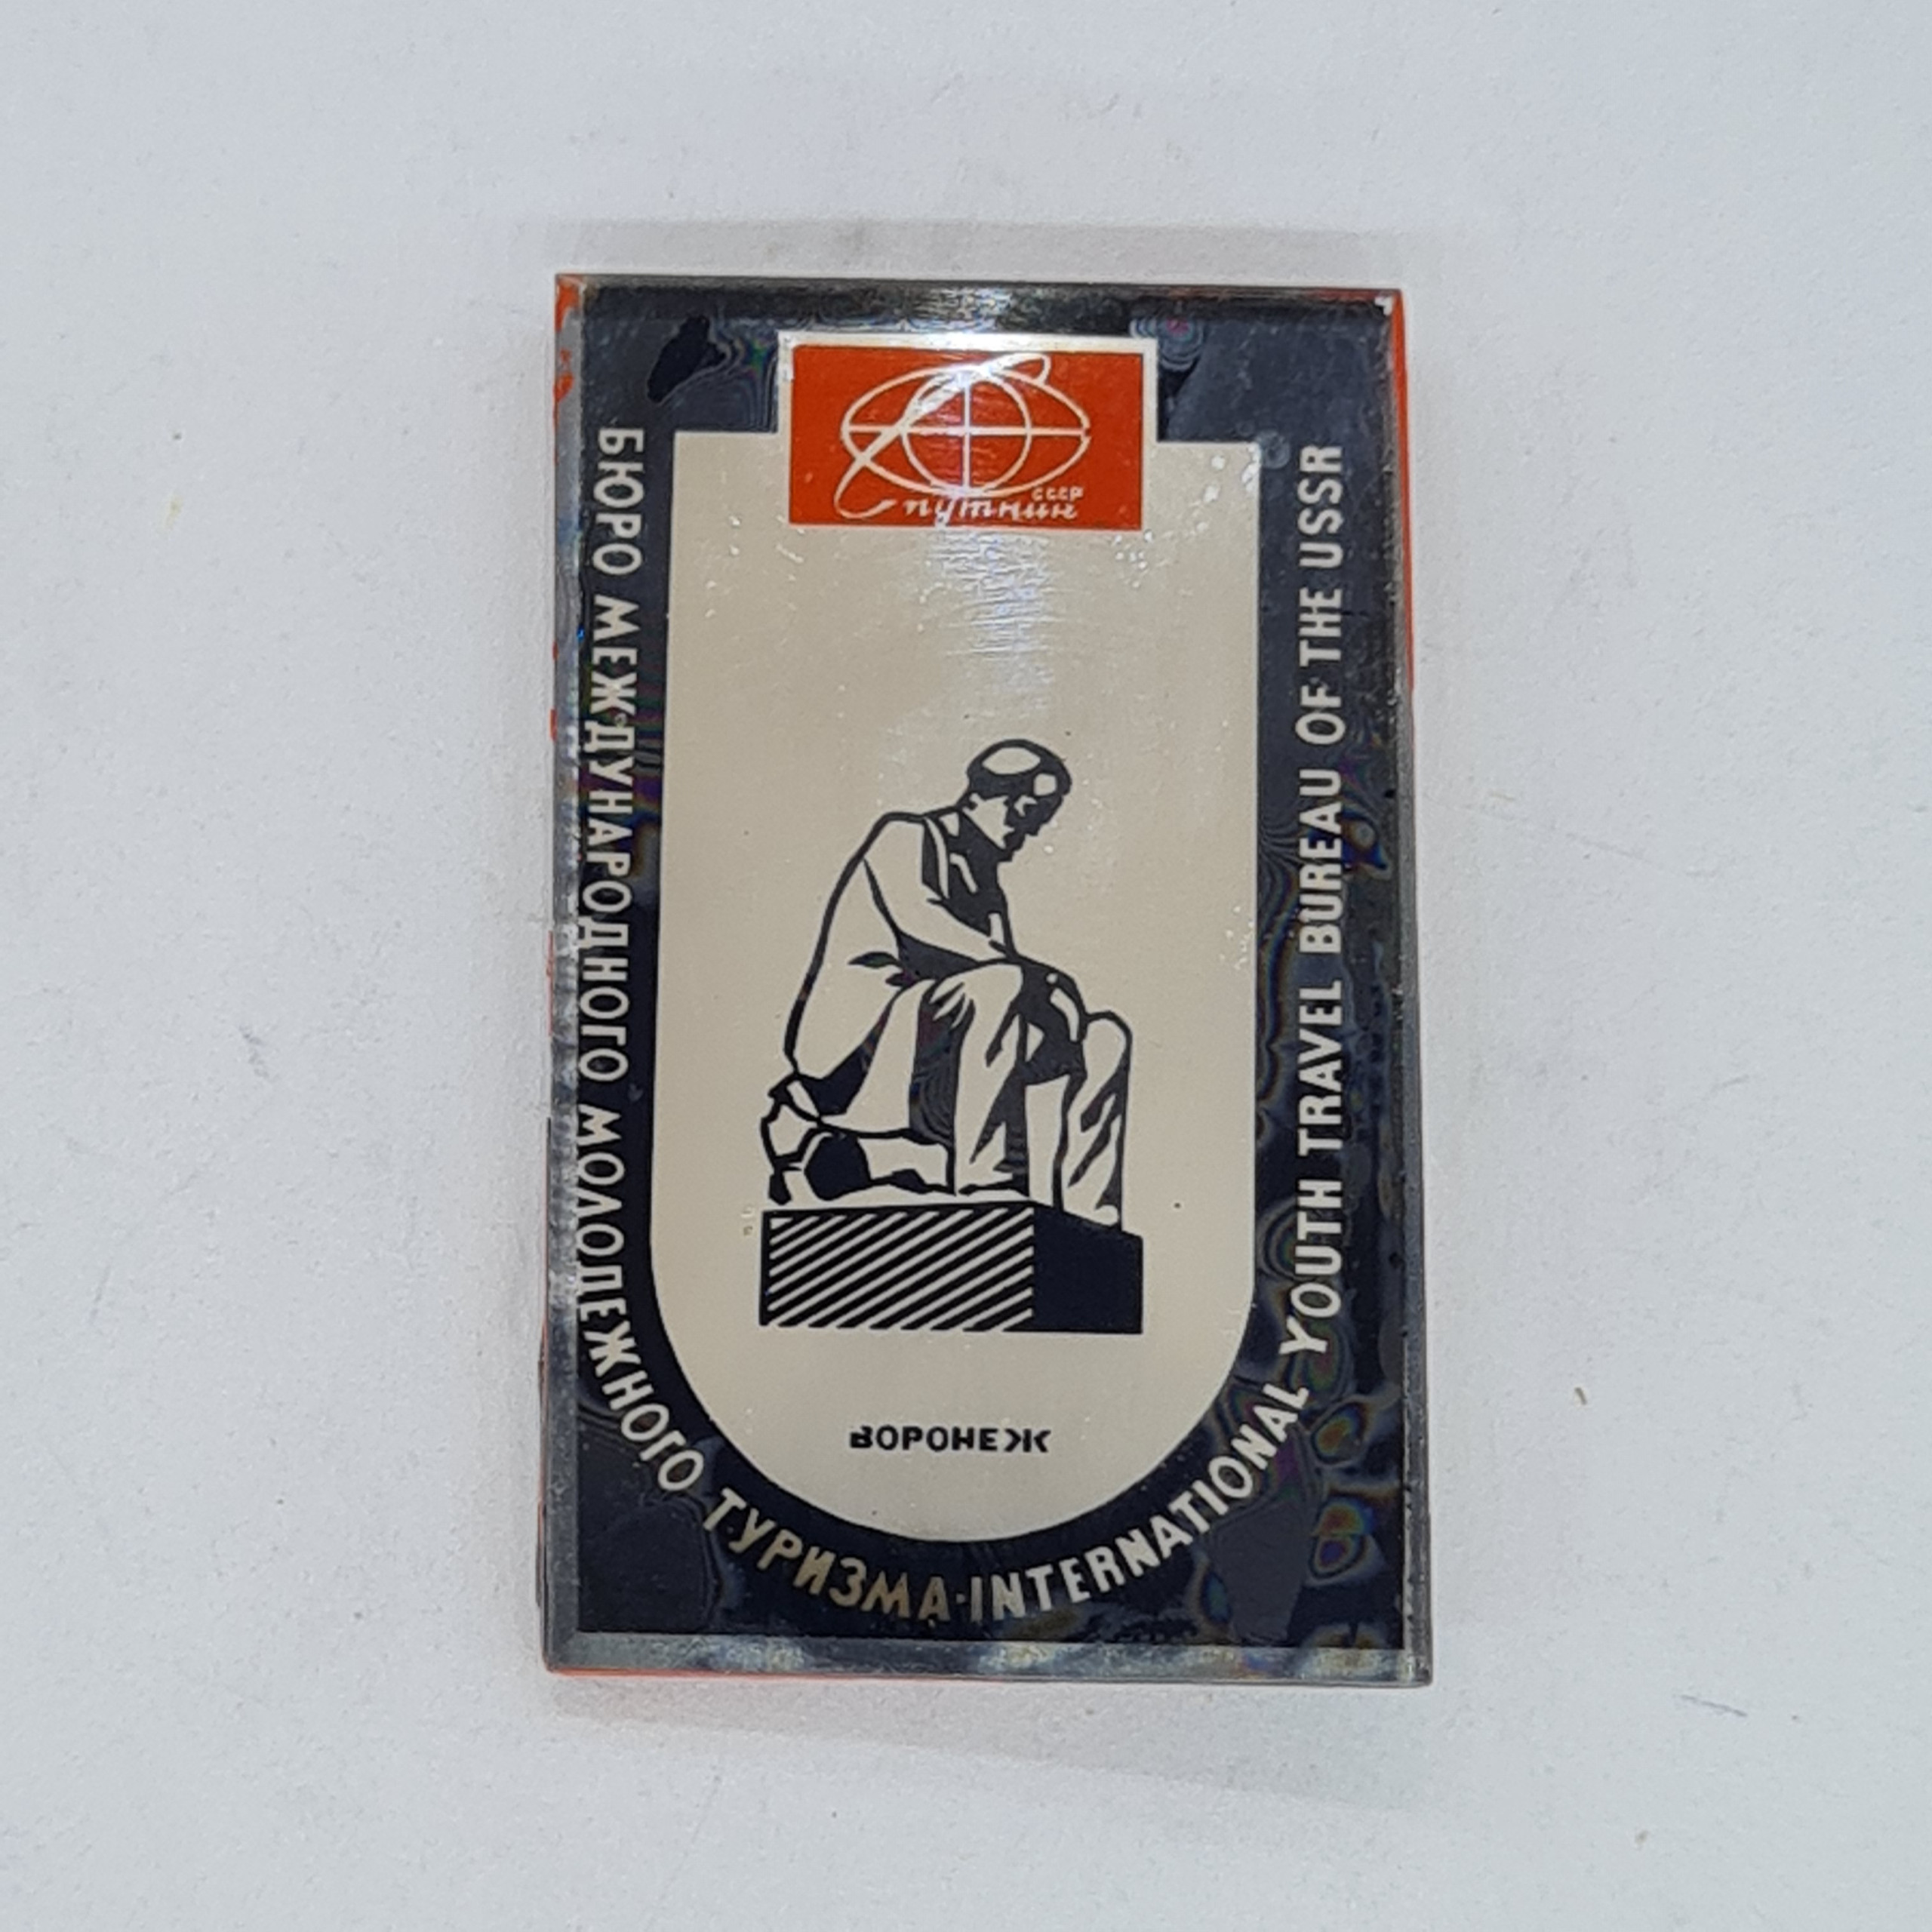 СССР
Спутник
БЮРО МЕЖДУНАРОДНОГО МОЛОДЕЖНОГО ТУРИЗМА·INTERNATIONAL YOUTH TRAVEL BUREAU OF THE USSR
ВОРОНЕЖ